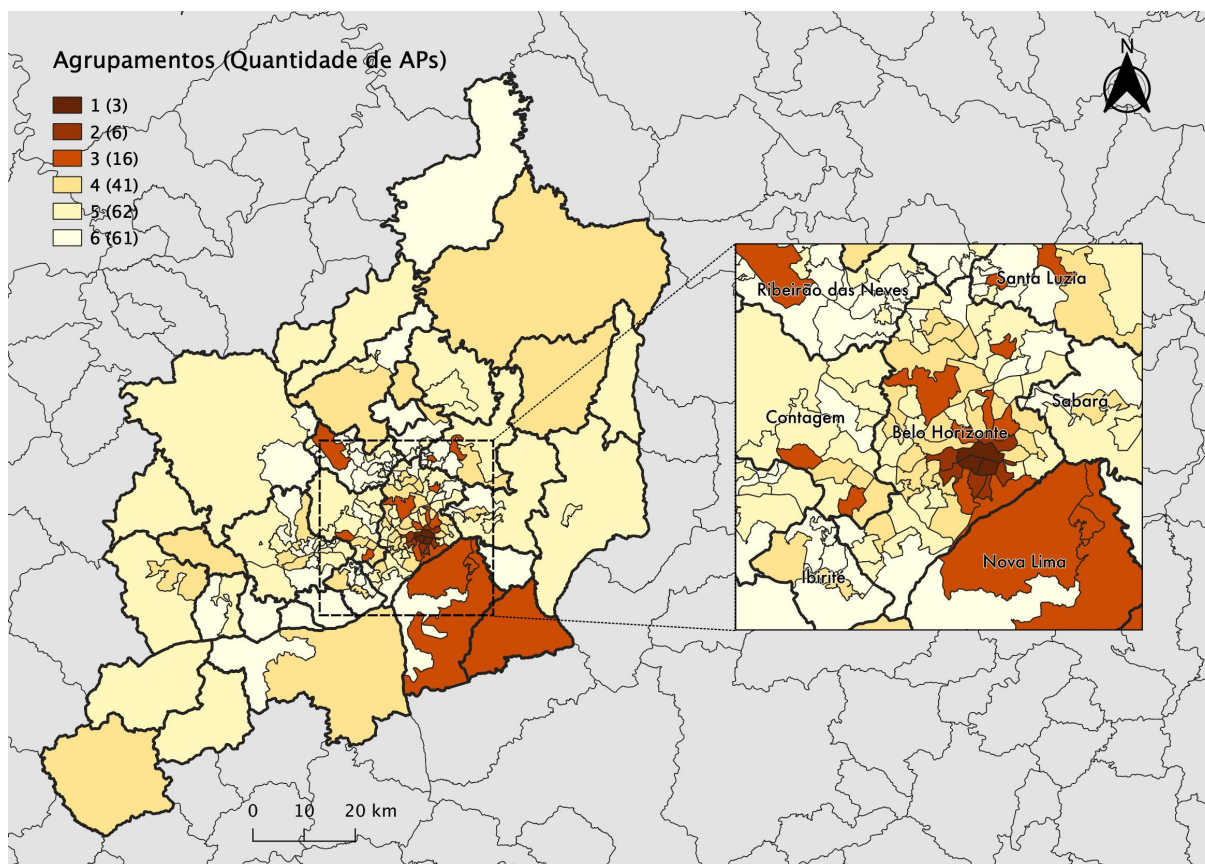 Agrupamentos (Quantidade de APs)
1 (3)
2 (6)
3 (16)
4 (41)
5 (62)
6 (61)
N
Ribeirão das Neves
Santa Luzia
Contagem
Sabará
Belo Horizonte
Nova Lima
Ibirité
0 10 20 km